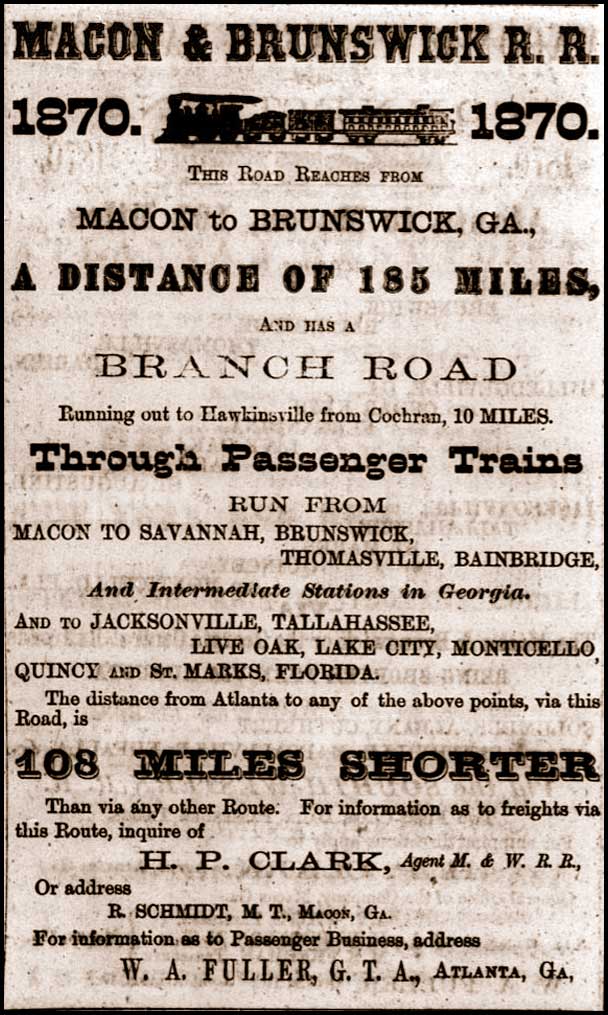 MACON & BRUNSWICK R. R.
1870. 1870.
THIS ROAD REACHES FROM
MACON to BRUNSWICK, GA.,
A DISTANCE OF 185 MILES,
AND HAS A
BRANCH ROAD
Running out to Hawkinsville from Cochran, 10 MILES.
Through Passenger Trains
RUN FROM
MACON TO SAVANNAH, BRUNSWICK,
THOMASVILLE, BAINBRIDGE,
And Intermediate Stations in Georgia.
AND TO JACKSONVILLE, TALLAHASSEE,
LIVE OAK, LAKE CITY, MONTICELLO,
QUINCY AND ST. MARKS, FLORIDA.
The distance from Atlanta to any of the above points, via this
Road, is
108 MILES SHORTER
Than via any other Route. For information as to freights via
this Route, inquire of
H. P. CLARK, Agent M. & W. R. R.,
Or address
R. SCHMIDT, M. T., MACON, GA.
For information as to Passenger Business, address
W. A. FULLER, G. T. A., ATLANTA, GA,